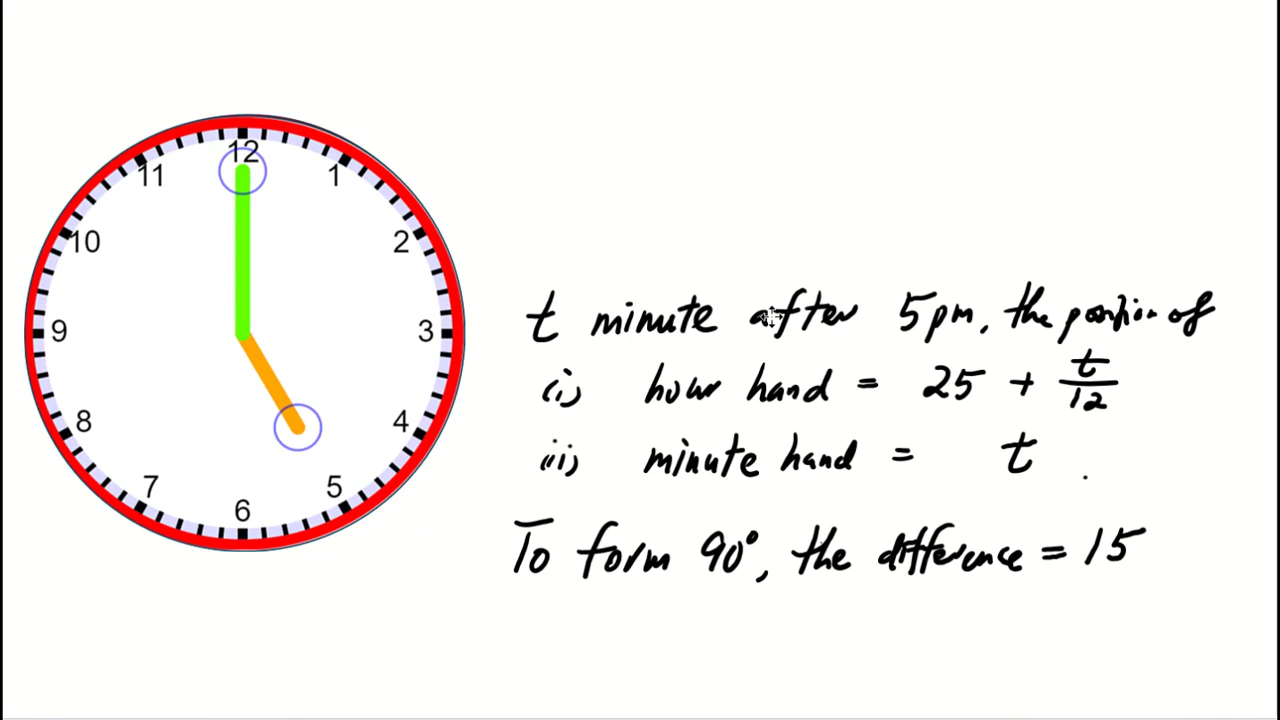 12
11 1
10 2
9 3
8 4
7 5
6
t minute after 5pm, the position of
(i) hour hand = 25 + t/12
(ii) minute hand = t .
To form 90°, the difference = 15